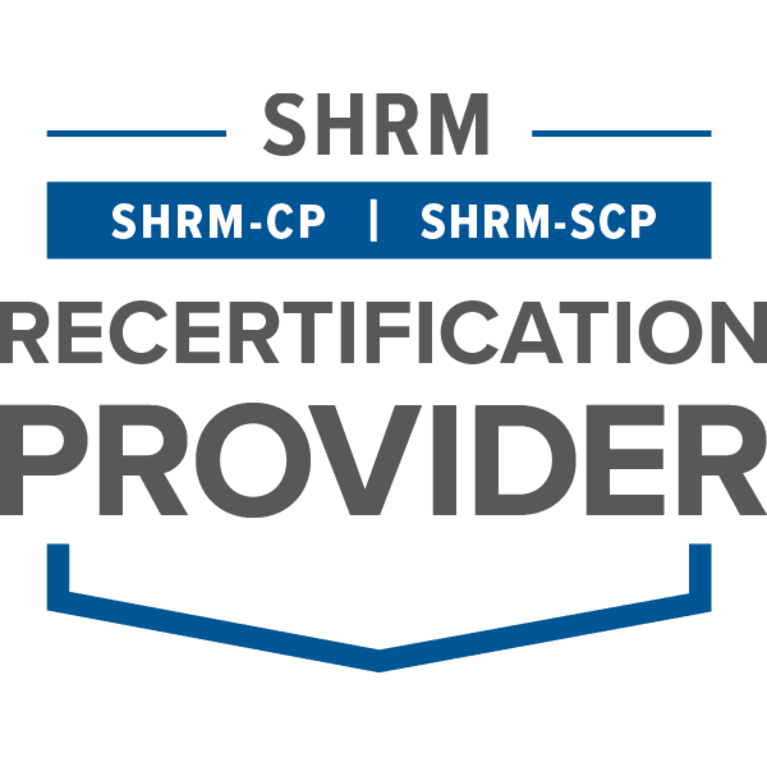 SHRM
SHRM-CP | SHRM-SCP
RECERTIFICATION
PROVIDER